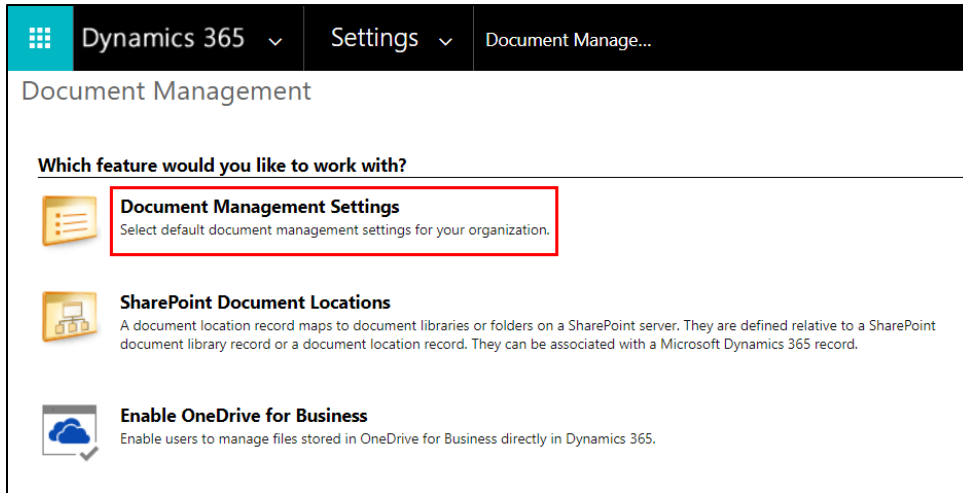 Dynamics 365 Settings Document Manage...
Document Management
Which feature would you like to work with?
Document Management Settings
Select default document management settings for your organization.
SharePoint Document Locations
A document location record maps to document libraries or folders on a SharePoint server. They are defined relative to a SharePoint
document library record or a document location record. They can be associated with a Microsoft Dynamics 365 record.
Enable OneDrive for Business
Enable users to manage files stored in OneDrive for Business directly in Dynamics 365.